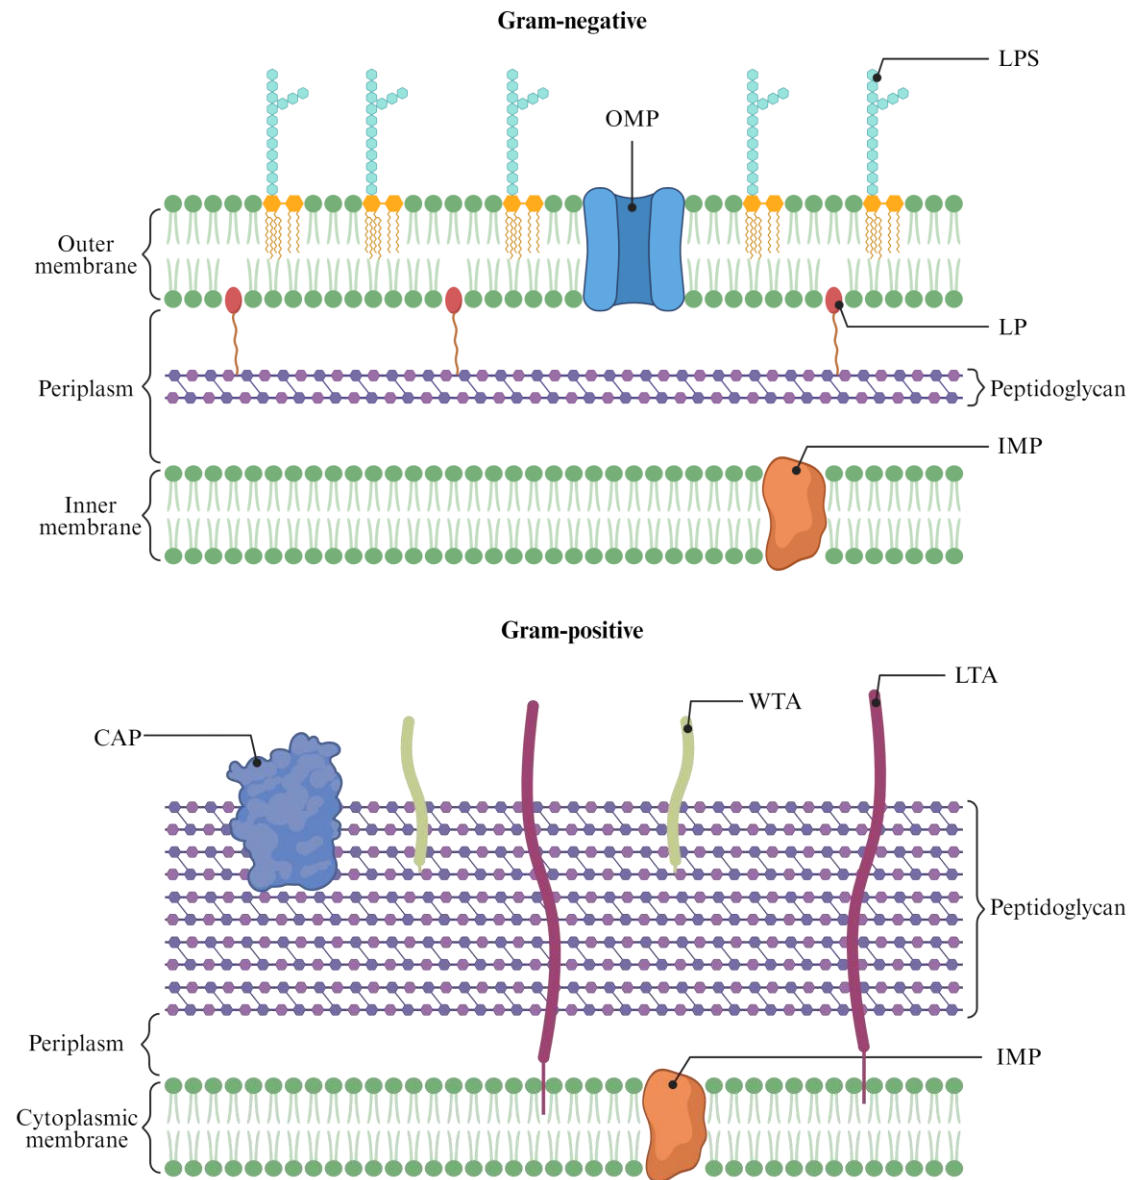 Gram-negative
LPS
OMP
Outer
membrane
LP
Periplasm
Peptidoglycan
IMP
Inner
membrane
Gram-positive
LTA
WTA
CAP
Peptidoglycan
Periplasm
IMP
Cytoplasmic
membrane